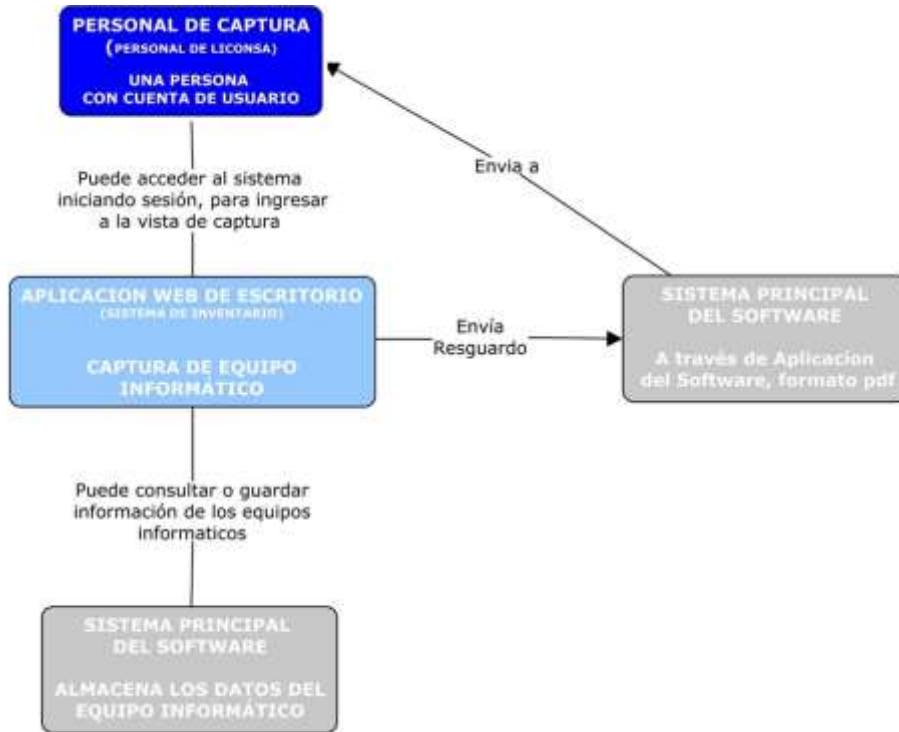 PERSONAL DE CAPTURA
(PERSONAL DE LICONSA)
UNA PERSONA
CON CUENTA DE USUARIO
Puede acceder al sistema
iniciando sesión, para ingresar
a la vista de captura
Envia a
APLICACION WEB DE ESCRITORIO
(SISTEMA DE INVENTARIO)
CAPTURA DE EQUIPO
INFORMÁTICO
Envía
Resguardo
SISTEMA PRINCIPAL
DEL SOFTWARE
A través de Aplicacion
del Software, formato pdf
Puede consultar o guardar
información de los equipos
informaticos
SISTEMA PRINCIPAL
DEL SOFTWARE
ALMACENA LOS DATOS DEL
EQUIPO INFORMÁTICO